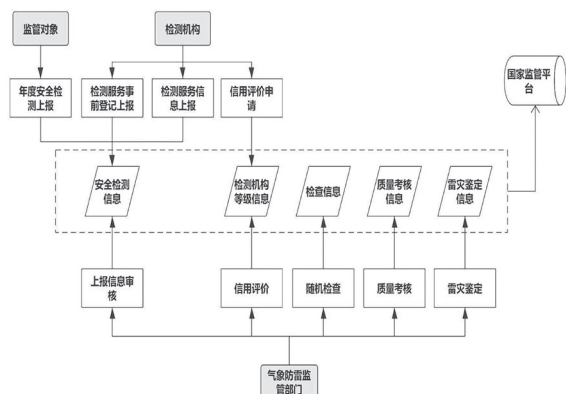 监管对象
检测机构
国家监管平
台
年度安全检
测上报
检测服务事
前登记上报
检测服务信
息上报
信用评价申
请
安全检测
信息
检测机构
等级信息
检查信息
质量考核
信息
雷灾鉴定
信息
上报信息审
核
信用评价
随机检查
质量考核
雷灾鉴定
气象防雷监
管部门